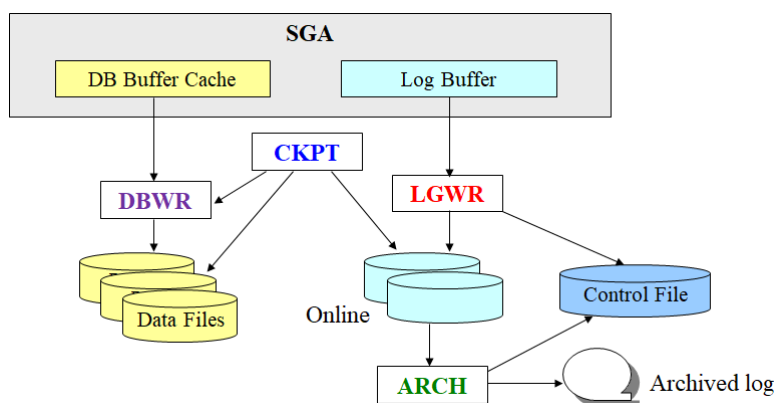 SGA
DB Buffer Cache
Log Buffer
CKPT
DBWR
LGWR
Data Files
Online
Control File
ARCH
Archived log